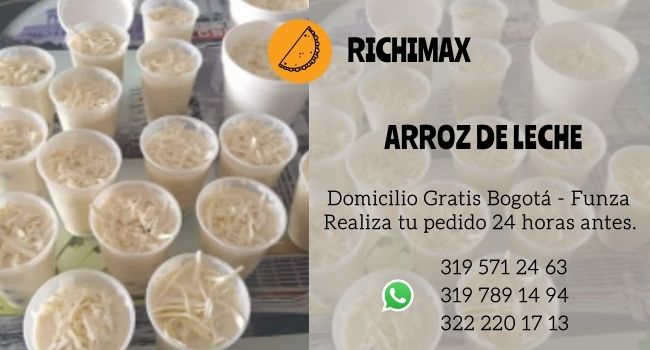 RICHIMAX
ARROZ DE LECHE
Domicilio Gratis Bogotá - Funza
Realiza tu pedido 24 horas antes.
319 571 24 63
319 789 14 94
322 220 17 13